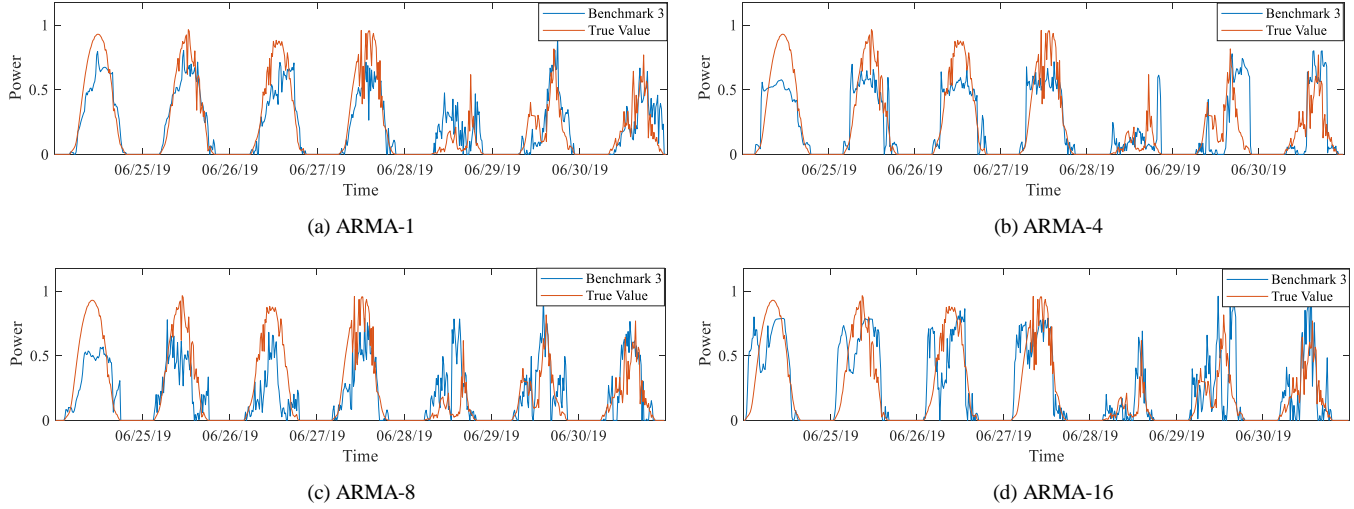 Power
1
0.5
0
Benchmark 3
True Value
06/25/19 06/26/19 06/27/19 06/28/19 06/29/19 06/30/19
Time
(a) ARMA-1
Power
1
0.5
0
Benchmark 3
True Value
06/25/19 06/26/19 06/27/19 06/28/19 06/29/19 06/30/19
Time
(b) ARMA-4
Power
1
0.5
0
Benchmark 3
True Value
06/25/19 06/26/19 06/27/19 06/28/19 06/29/19 06/30/19
Time
(c) ARMA-8
Power
1
0.5
0
Benchmark 3
True Value
06/25/19 06/26/19 06/27/19 06/28/19 06/29/19 06/30/19
Time
(d) ARMA-16